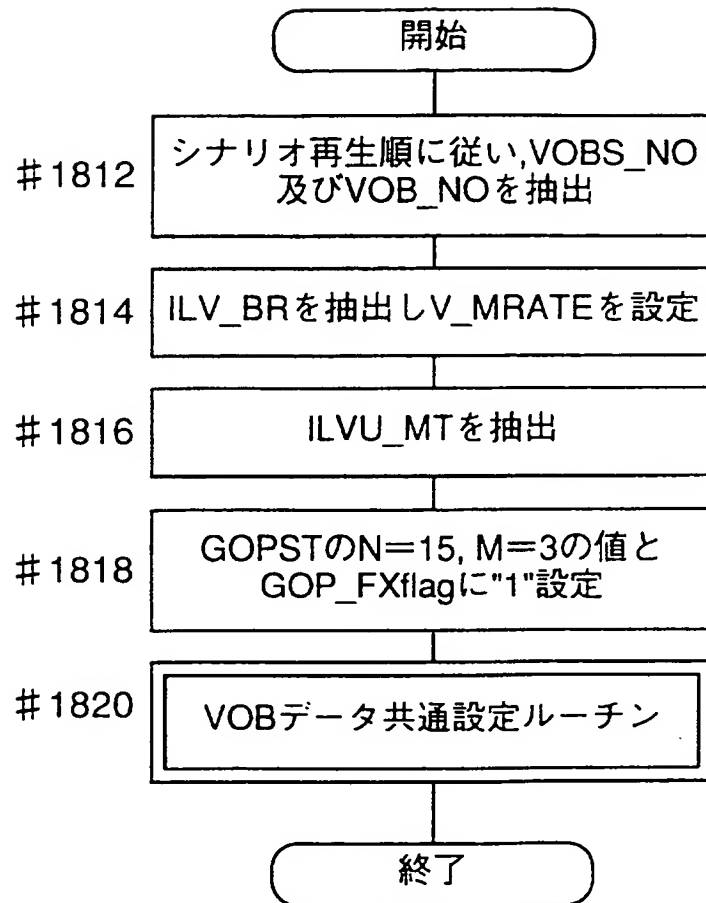 開始
#1812
シナリオ再生順に従い,VOBS_NO
及びVOB_NOを抽出
#1814
ILV_BRを抽出しV_MRATEを設定
#1816
ILVU_MTを抽出
#1818
GOPSTのN=15, M=3の値と
GOP_FXflagに"1"設定
#1820
VOBデータ共通設定ルーチン
終了